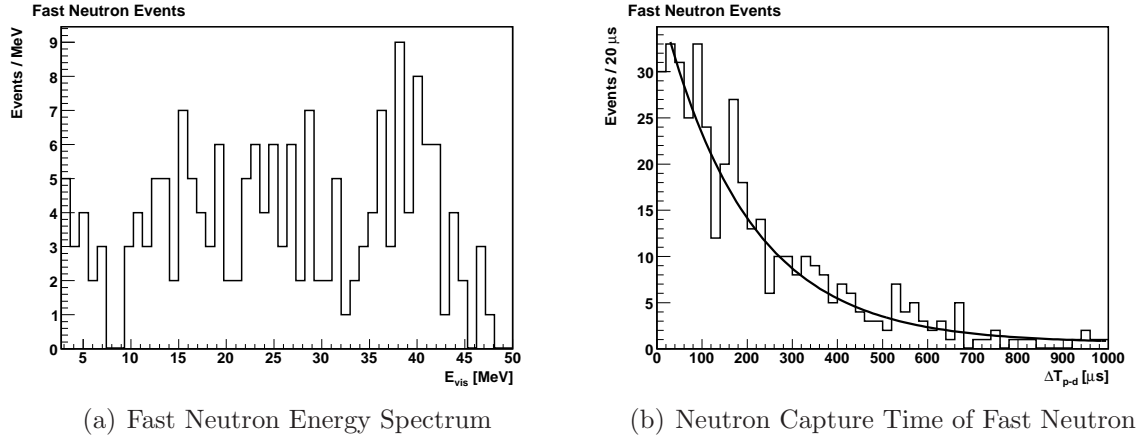 Fast Neutron Events
Events / MeV
9
8
7
6
5
4
3
2
1
0
5 10 15 20 25 30 35 40 45 50
E_vis [MeV]
(a) Fast Neutron Energy Spectrum
Fast Neutron Events
Events / 20 μs
30
25
20
15
10
5
0
0 100 200 300 400 500 600 700 800 900 1000
ΔT_p-d [μs]
(b) Neutron Capture Time of Fast Neutron